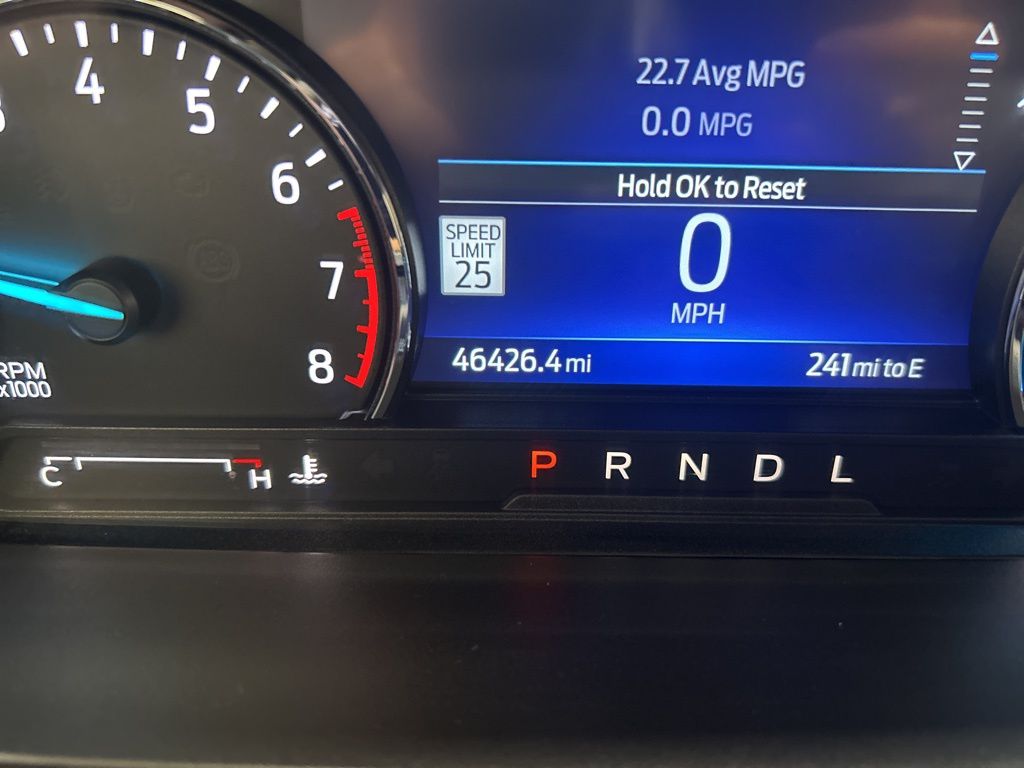 4
5
6
7
8
RPM
x1000
22.7 Avg MPG
0.0 MPG
Hold OK to Reset
SPEED
LIMIT
25
0
MPH
46426.4 mi
241 mi to E
C H
P R N D L